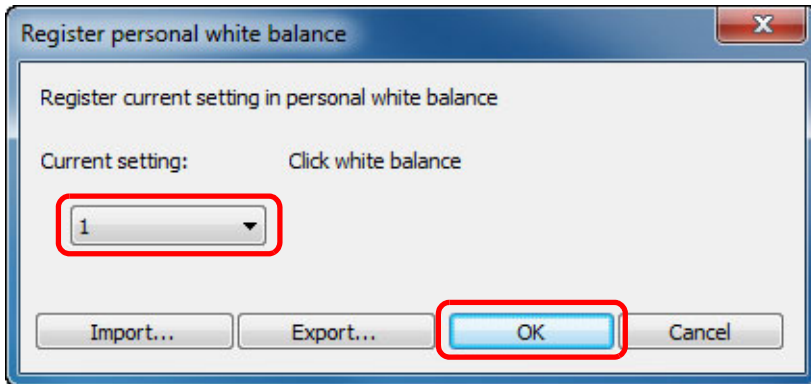 Register personal white balance
Register current setting in personal white balance
Current setting: Click white balance
1
Import... Export... OK Cancel